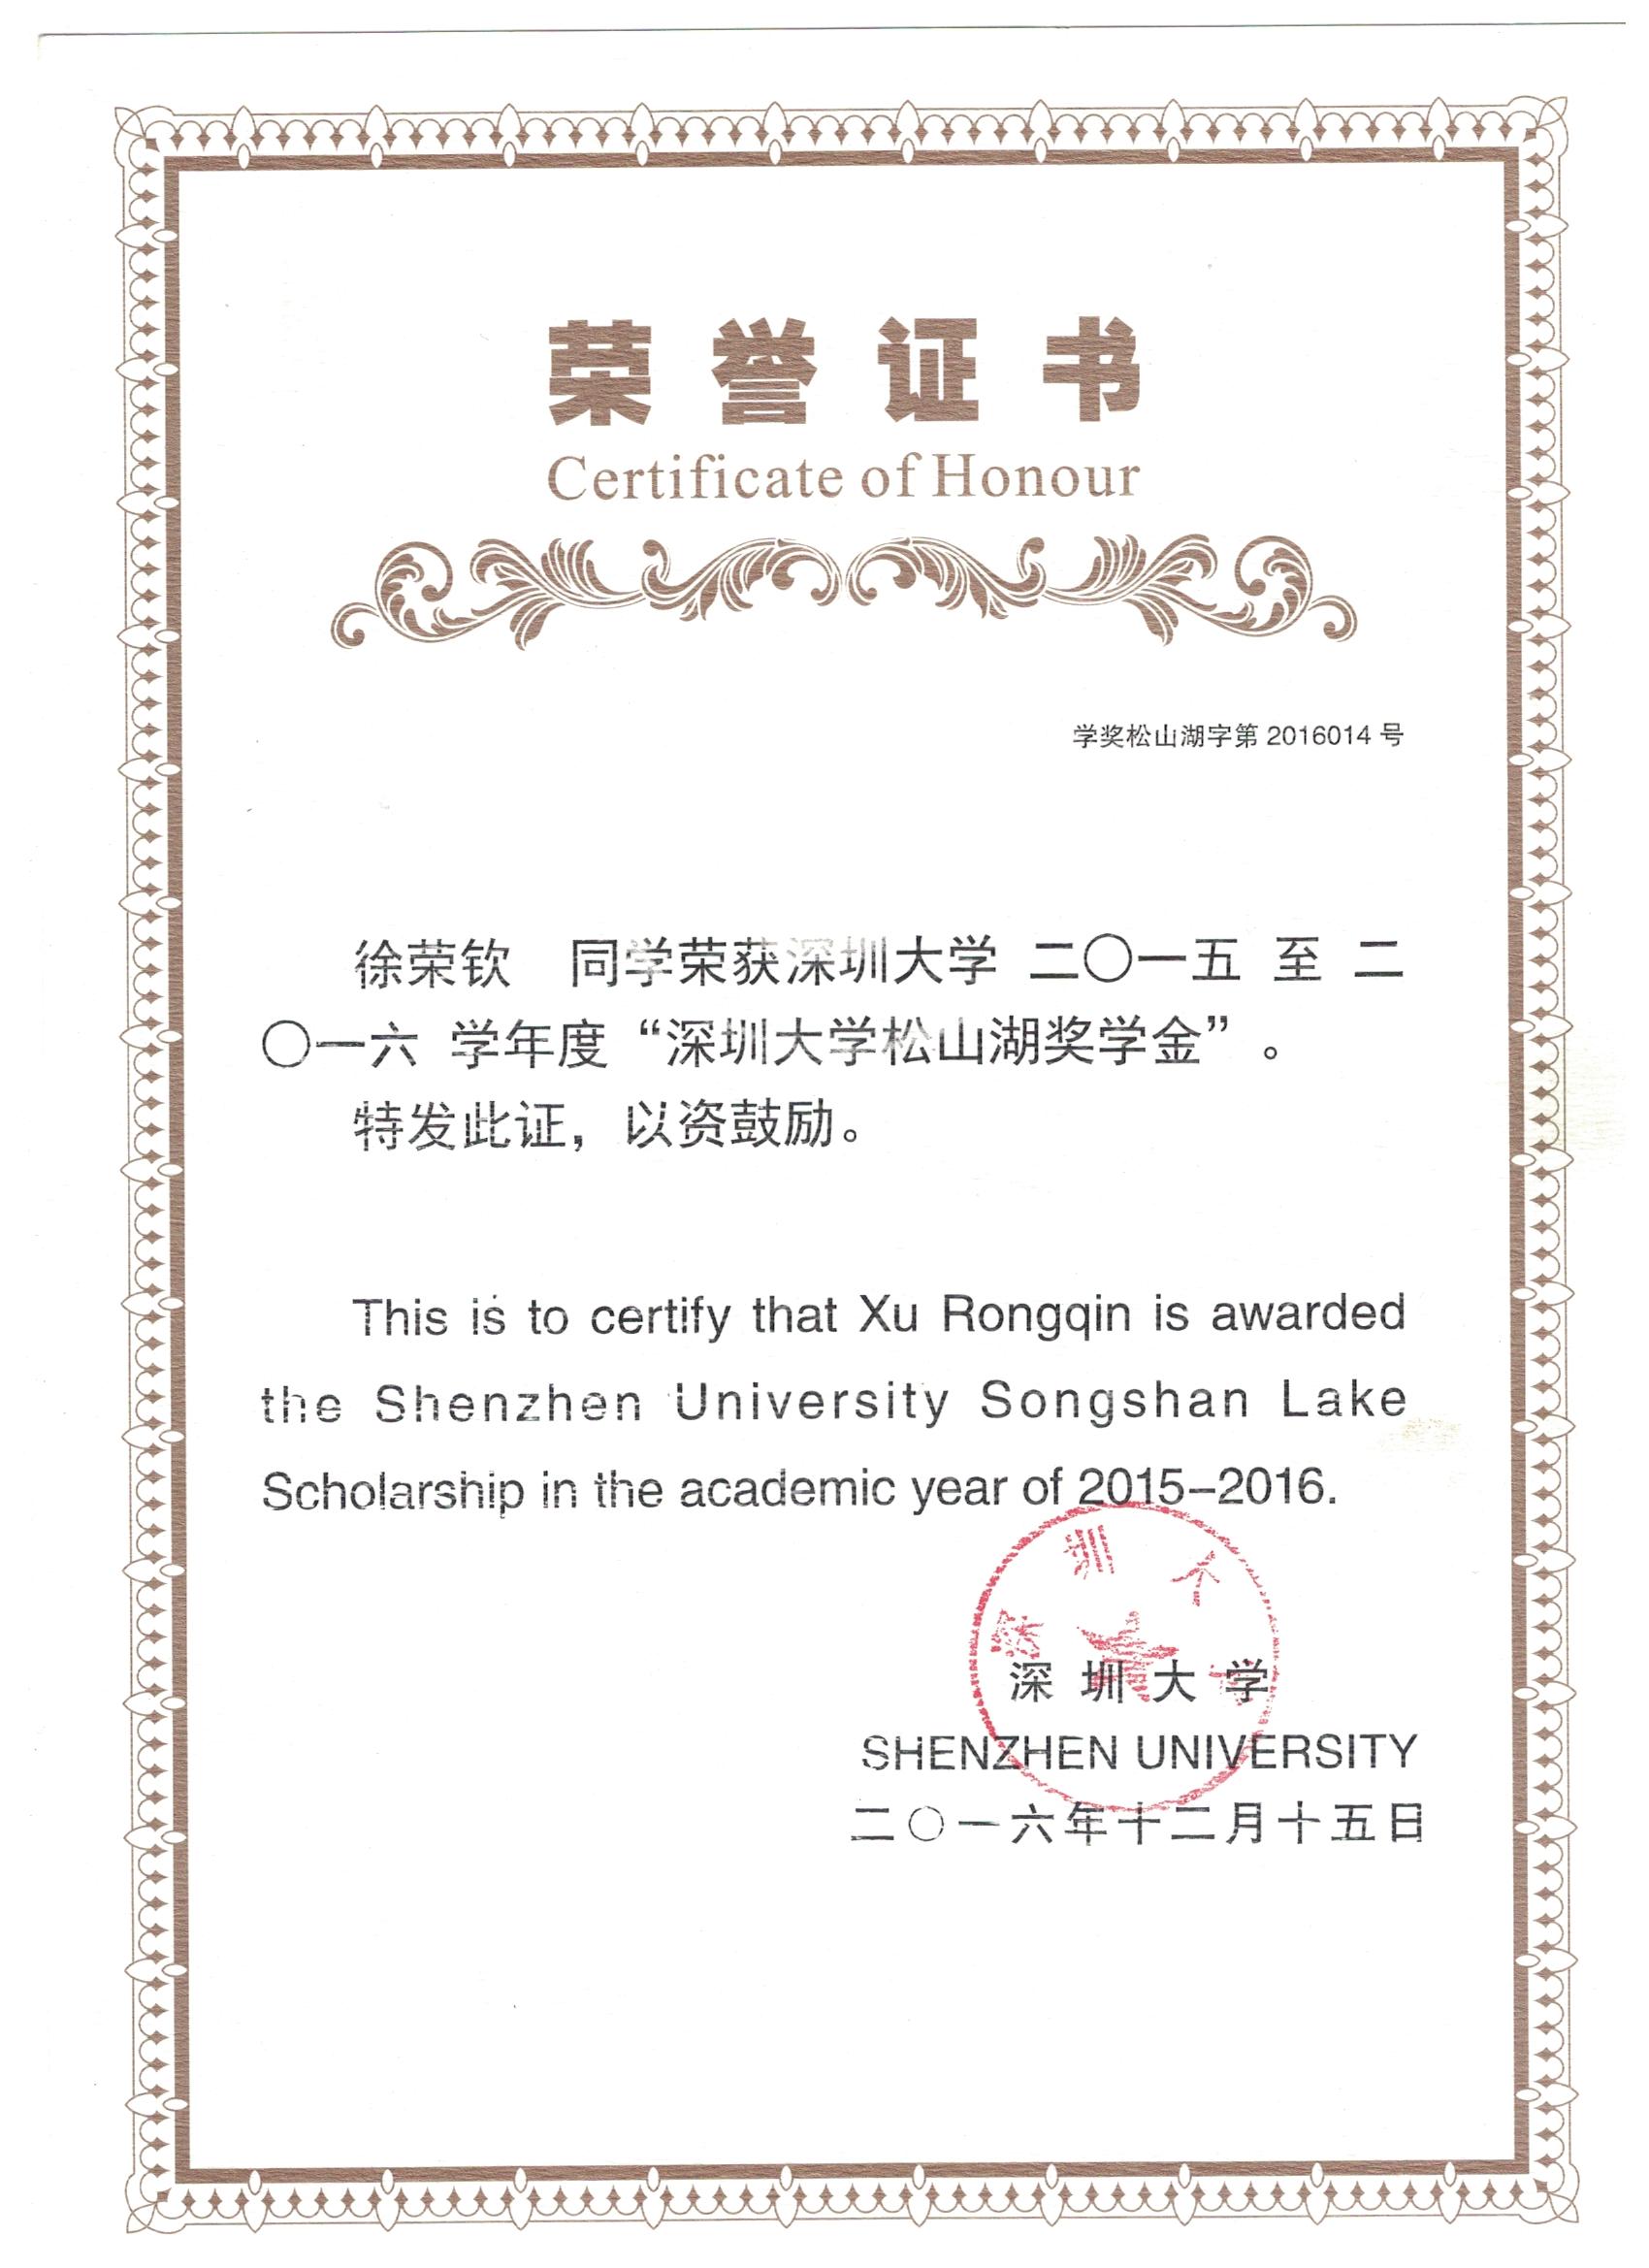 荣誉证书
Certificate of Honour
学奖松山湖字第 2016014 号
徐荣钦 同学荣获深圳大学 二〇一五 至 二
〇一六 学年度 “深圳大学松山湖奖学金” 。
特发此证，以资鼓励。
This is to certify that Xu Rongqin is awarded
the Shenzhen University Songshan Lake
Scholarship in the academic year of 2015–2016.
深圳大
深圳大学
SHENZHEN UNIVERSITY
二〇一六年十二月十五日